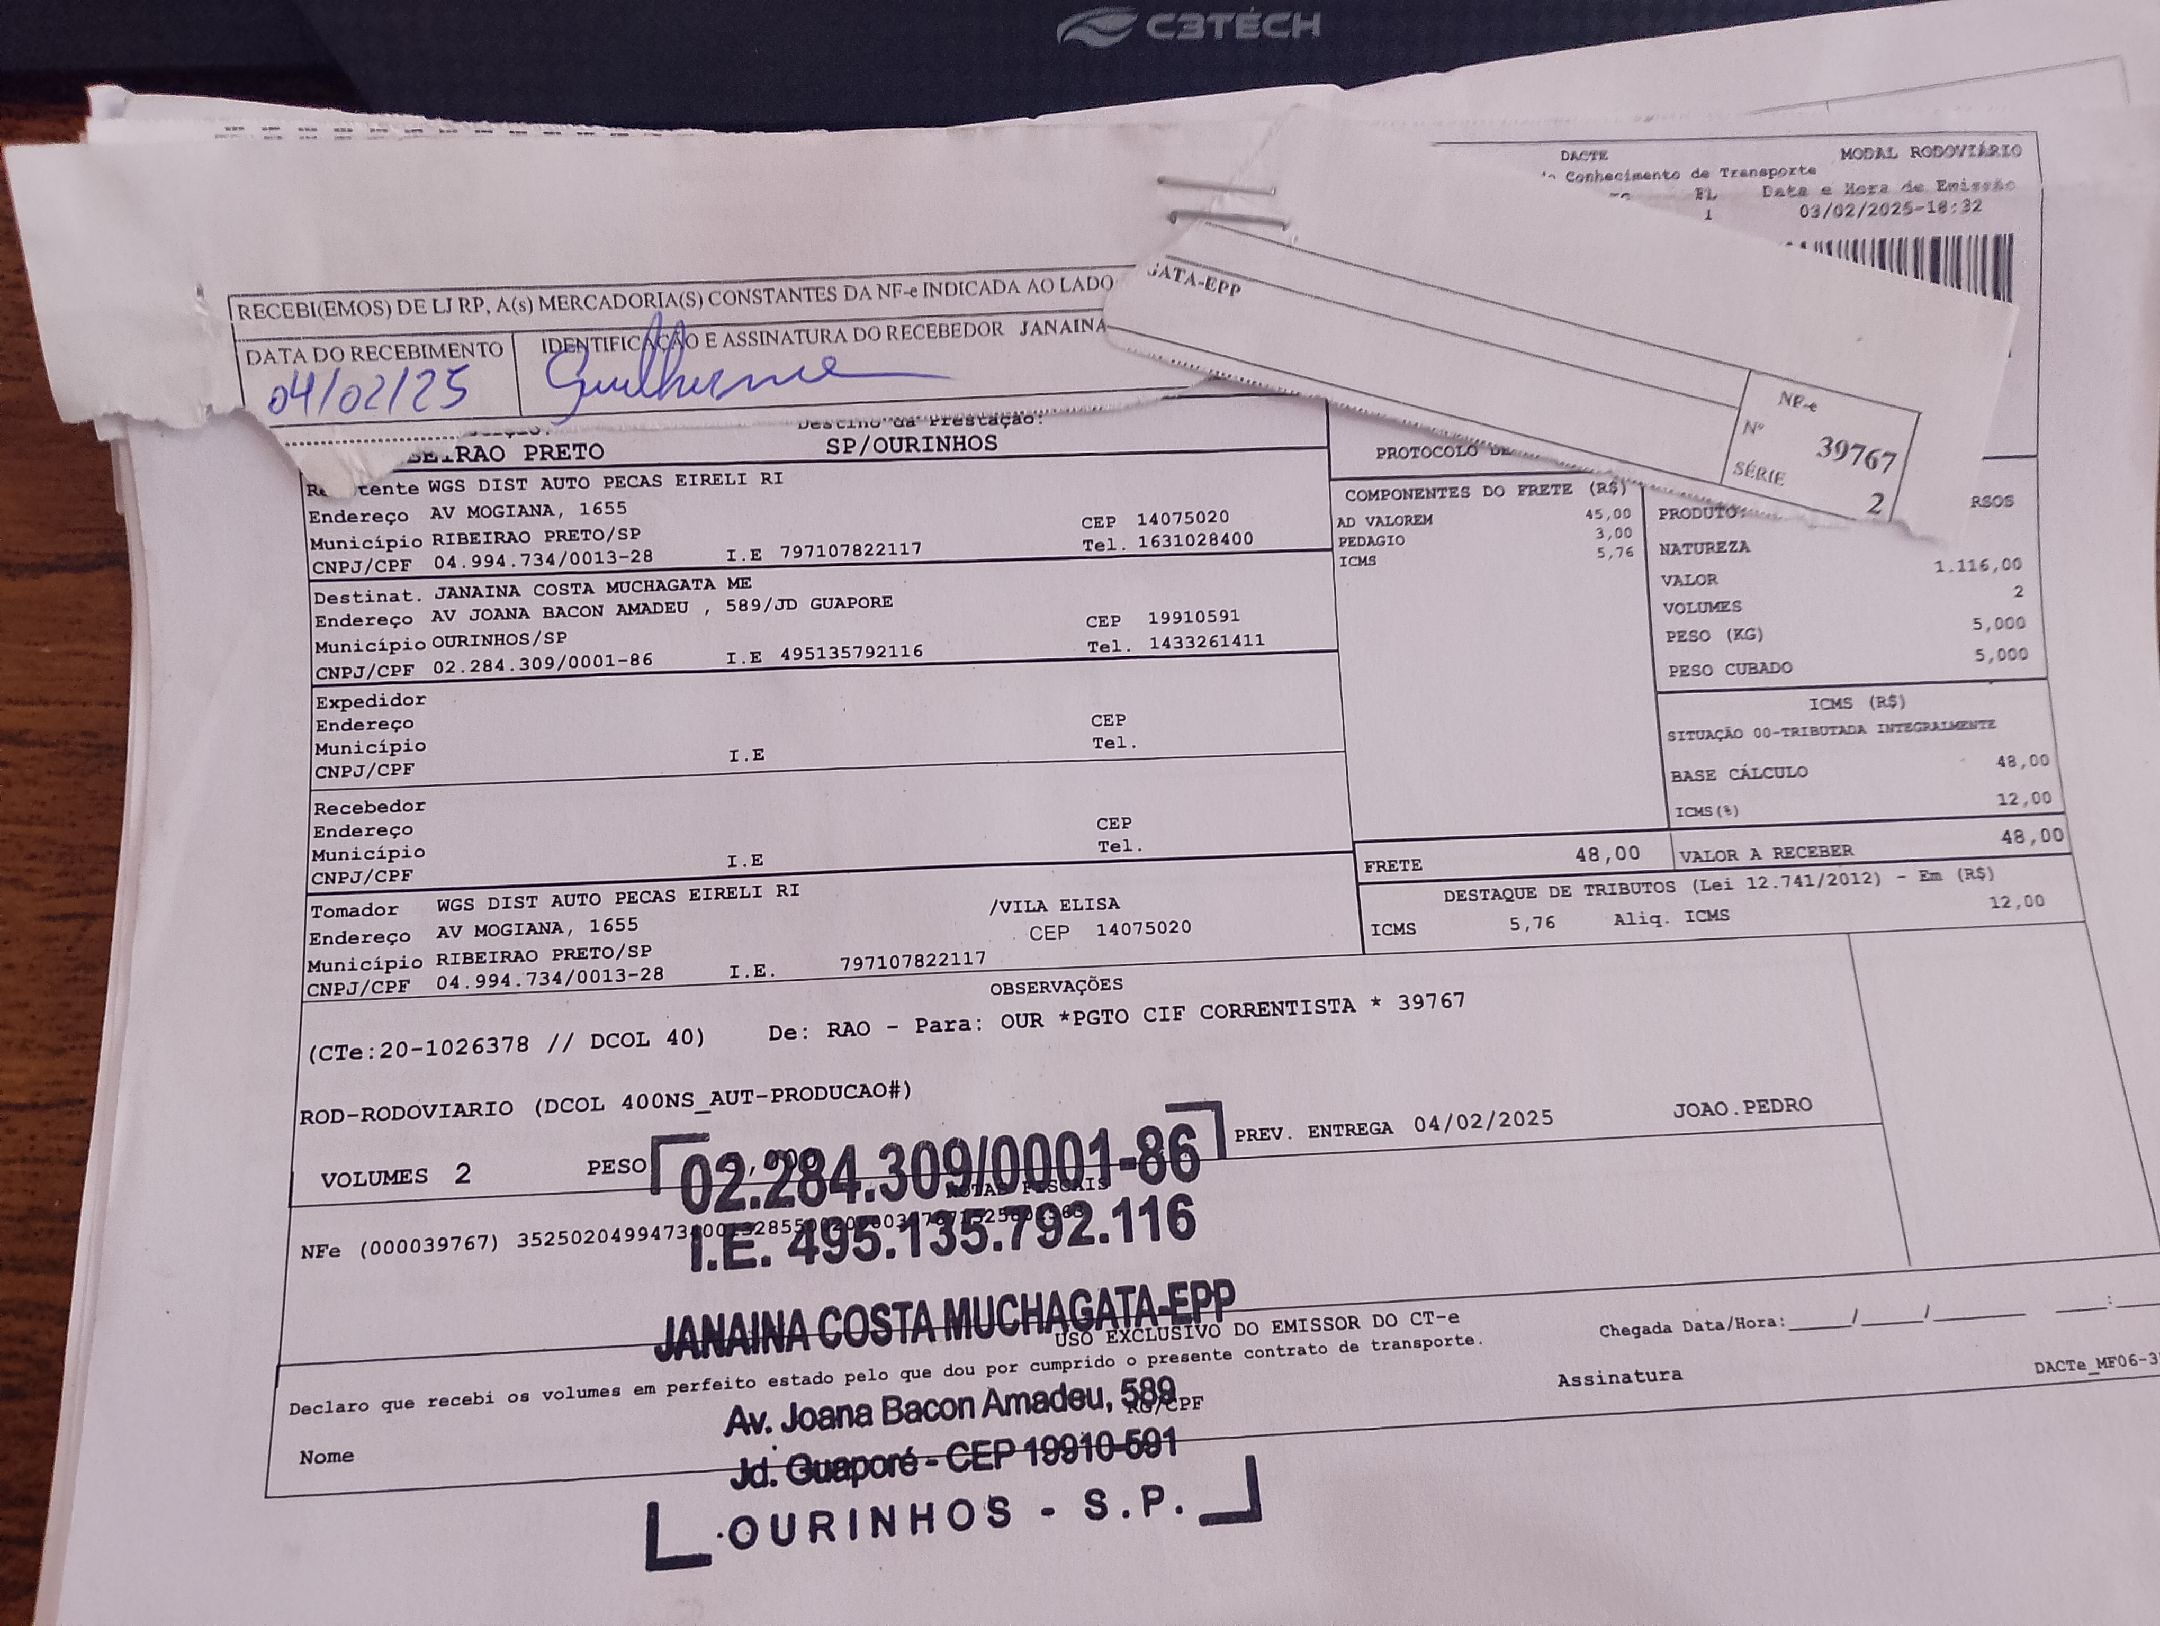 C3TECH
DACTE MODAL RODOVIÁRIO
Conhecimento de Transporte
FL Data e Hora de Emissão
1 03/02/2025-18:32
RECEBI(EMOS) DE LJ RP, A(s) MERCADORIA(S) CONSTANTES DA NF-e INDICADA AO LADO
DATA DO RECEBIMENTO IDENTIFICAÇÃO E ASSINATURA DO RECEBEDOR JANAINA
GATA-EPP
04/02/25 Guilherme
NF-e
Nº 39767
SÉRIE 2
Destino da Prestação:
BEIRAO PRETO SP/OURINHOS
PROTOCOLO DE
WGS DIST AUTO PECAS EIRELI RI
Endereço AV MOGIANA, 1655
Município RIBEIRAO PRETO/SP CEP 14075020
CNPJ/CPF 04.994.734/0013-28 I.E 797107822117 Tel. 1631028400
Destinat. JANAINA COSTA MUCHAGATA ME
Endereço AV JOANA BACON AMADEU , 589/JD GUAPORE
Município OURINHOS/SP CEP 19910591
CNPJ/CPF 02.284.309/0001-86 I.E 495135792116 Tel. 1433261411
Expedidor
Endereço CEP
Município Tel.
CNPJ/CPF I.E
Recebedor
Endereço CEP
Município Tel.
CNPJ/CPF I.E
Tomador WGS DIST AUTO PECAS EIRELI RI
Endereço AV MOGIANA, 1655 /VILA ELISA
Município RIBEIRAO PRETO/SP CEP 14075020
CNPJ/CPF 04.994.734/0013-28 I.E. 797107822117
COMPONENTES DO FRETE (R$)
AD VALOREM 45,00
PEDAGIO 3,00
ICMS 5,76
PRODUTO: RSOS
NATUREZA
VALOR 1.116,00
VOLUMES 2
PESO (KG) 5,000
PESO CUBADO 5,000
ICMS (R$)
SITUAÇÃO 00-TRIBUTADA INTEGRALMENTE
BASE CÁLCULO 48,00
ICMS(%) 12,00
FRETE 48,00 VALOR A RECEBER 48,00
DESTAQUE DE TRIBUTOS (Lei 12.741/2012) - Em (R$)
ICMS 5,76 Aliq. ICMS 12,00
OBSERVAÇÕES
(CTe:20-1026378 // DCOL 40) De: RAO - Para: OUR *PGTO CIF CORRENTISTA * 39767
ROD-RODOVIARIO (DCOL 400NS_AUT-PRODUCAO#)
PREV. ENTREGA 04/02/2025 JOAO.PEDRO
VOLUMES 2 PESO
NOTAS FISCAIS
NFe (000039767)
02.284.309/0001-86
I.E. 495.135.792.116
JANAINA COSTA MUCHAGATA-EPP
Av. Joana Bacon Amadeu, 589
Jd. Guaporé - CEP 19910-591
OURINHOS - S.P.
USO EXCLUSIVO DO EMISSOR DO CT-e
Declaro que recebi os volumes em perfeito estado pelo que dou por cumprido o presente contrato de transporte.
Chegada Data/Hora:_____/_____/_______ ____:
Nome RG/CPF Assinatura
DACTe_MF06-3